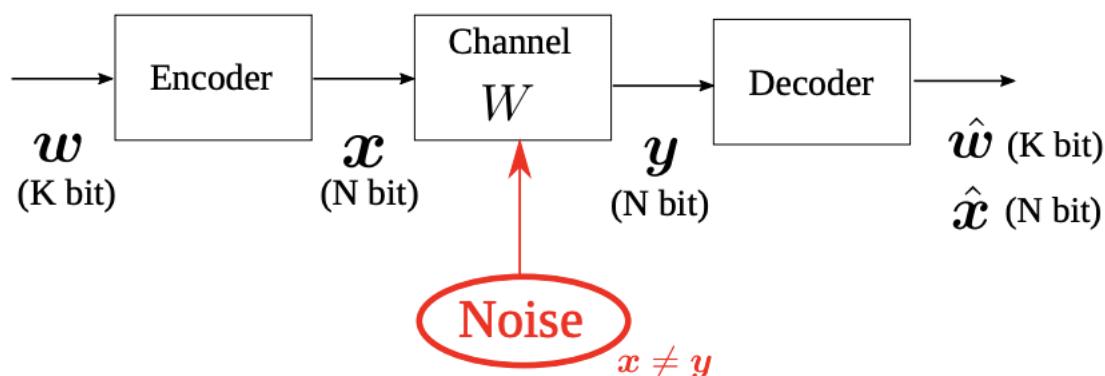 Encoder
Channel
W
Decoder
w
(K bit)
x
(N bit)
y
(N bit)
ŵ (K bit)
x̂ (N bit)
Noise
x ≠ y